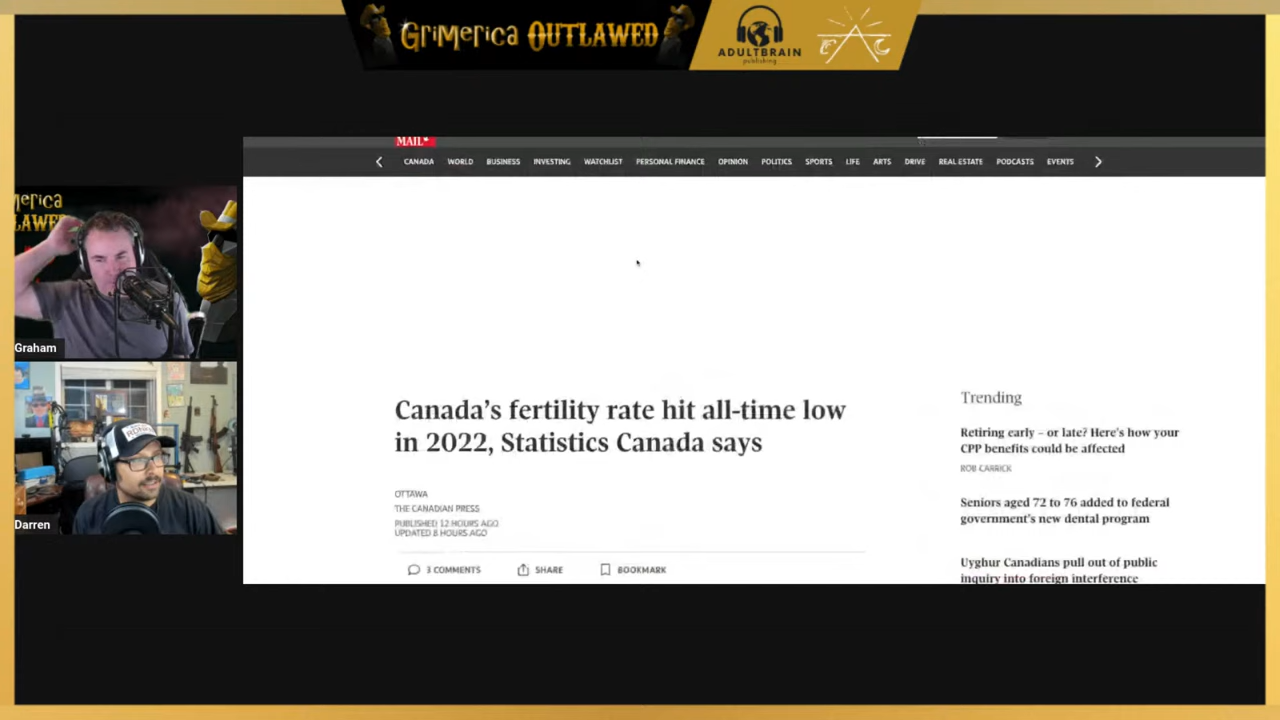 GRIMERICA OUTLAWED
ADULTBRAIN
publishing
MAIL
CANADA WORLD BUSINESS INVESTING WATCHLIST PERSONAL FINANCE OPINION POLITICS SPORTS LIFE ARTS DRIVE REAL ESTATE PODCASTS EVENTS
Graham
Darren
Canada’s fertility rate hit all-time low
in 2022, Statistics Canada says
OTTAWA
THE CANADIAN PRESS
PUBLISHED 12 HOURS AGO
UPDATED 8 HOURS AGO
3 COMMENTS SHARE BOOKMARK
Trending
Retiring early – or late? Here’s how your
CPP benefits could be affected
ROB CARRICK
Seniors aged 72 to 76 added to federal
government’s new dental program
Uyghur Canadians pull out of public
inquiry into foreign interference